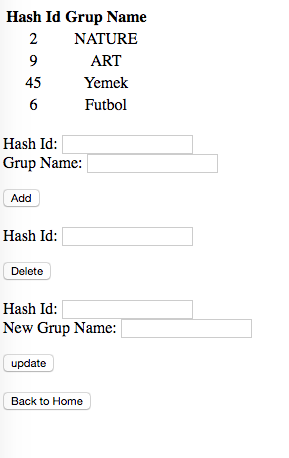 Hash Id Grup Name
2 NATURE
9 ART
45 Yemek
6 Futbol
Hash Id:
Grup Name:
Add
Hash Id:
Delete
Hash Id:
New Grup Name:
update
Back to Home